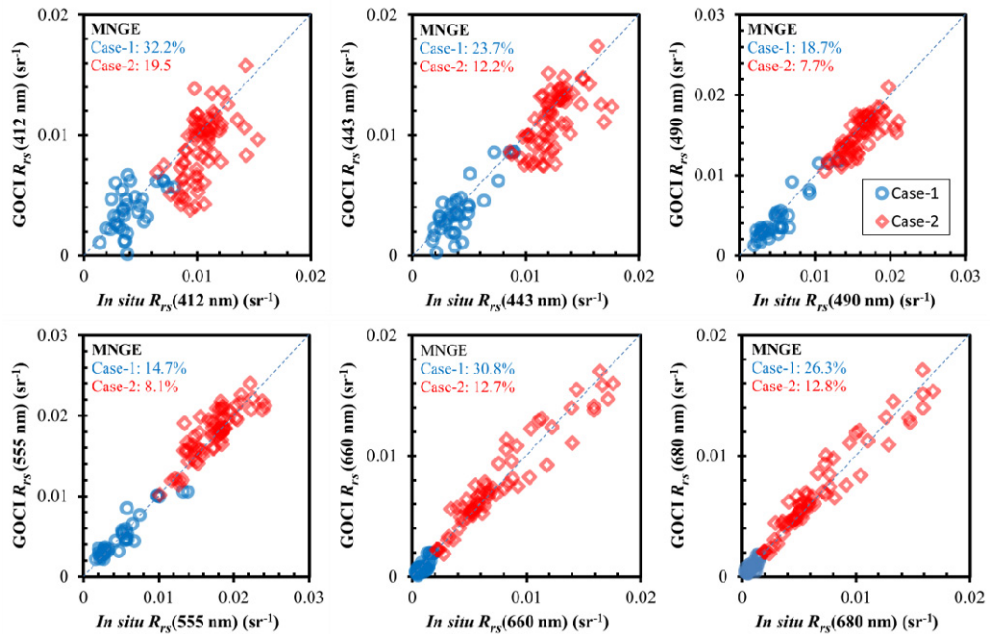 0.02
MNGE
Case-1: 32.2%
Case-2: 19.5
GOCI Rrs(412 nm) (sr-1)
0.01
0
0
0.01
0.02
In situ Rrs(412 nm) (sr-1)
0.02
MNGE
Case-1: 23.7%
Case-2: 12.2%
GOCI Rrs(443 nm) (sr-1)
0.01
0
0
0.01
0.02
In situ Rrs(443 nm) (sr-1)
0.03
MNGE
Case-1: 18.7%
Case-2: 7.7%
GOCI Rrs(490 nm) (sr-1)
0.02
0.01
0
Case-1
Case-2
0
0.01
0.02
0.03
In situ Rrs(490 nm) (sr-1)
0.03
MNGE
Case-1: 14.7%
Case-2: 8.1%
GOCI Rrs(555 nm) (sr-1)
0.02
0.01
0
0
0.01
0.02
0.03
In situ Rrs(555 nm) (sr-1)
0.02
MNGE
Case-1: 30.8%
Case-2: 12.7%
GOCI Rrs(660 nm) (sr-1)
0.01
0
0
0.01
0.02
In situ Rrs(660 nm) (sr-1)
0.02
MNGE
Case-1: 26.3%
Case-2: 12.8%
GOCI Rrs(680 nm) (sr-1)
0.01
0
0
0.01
0.02
In situ Rrs(680 nm) (sr-1)